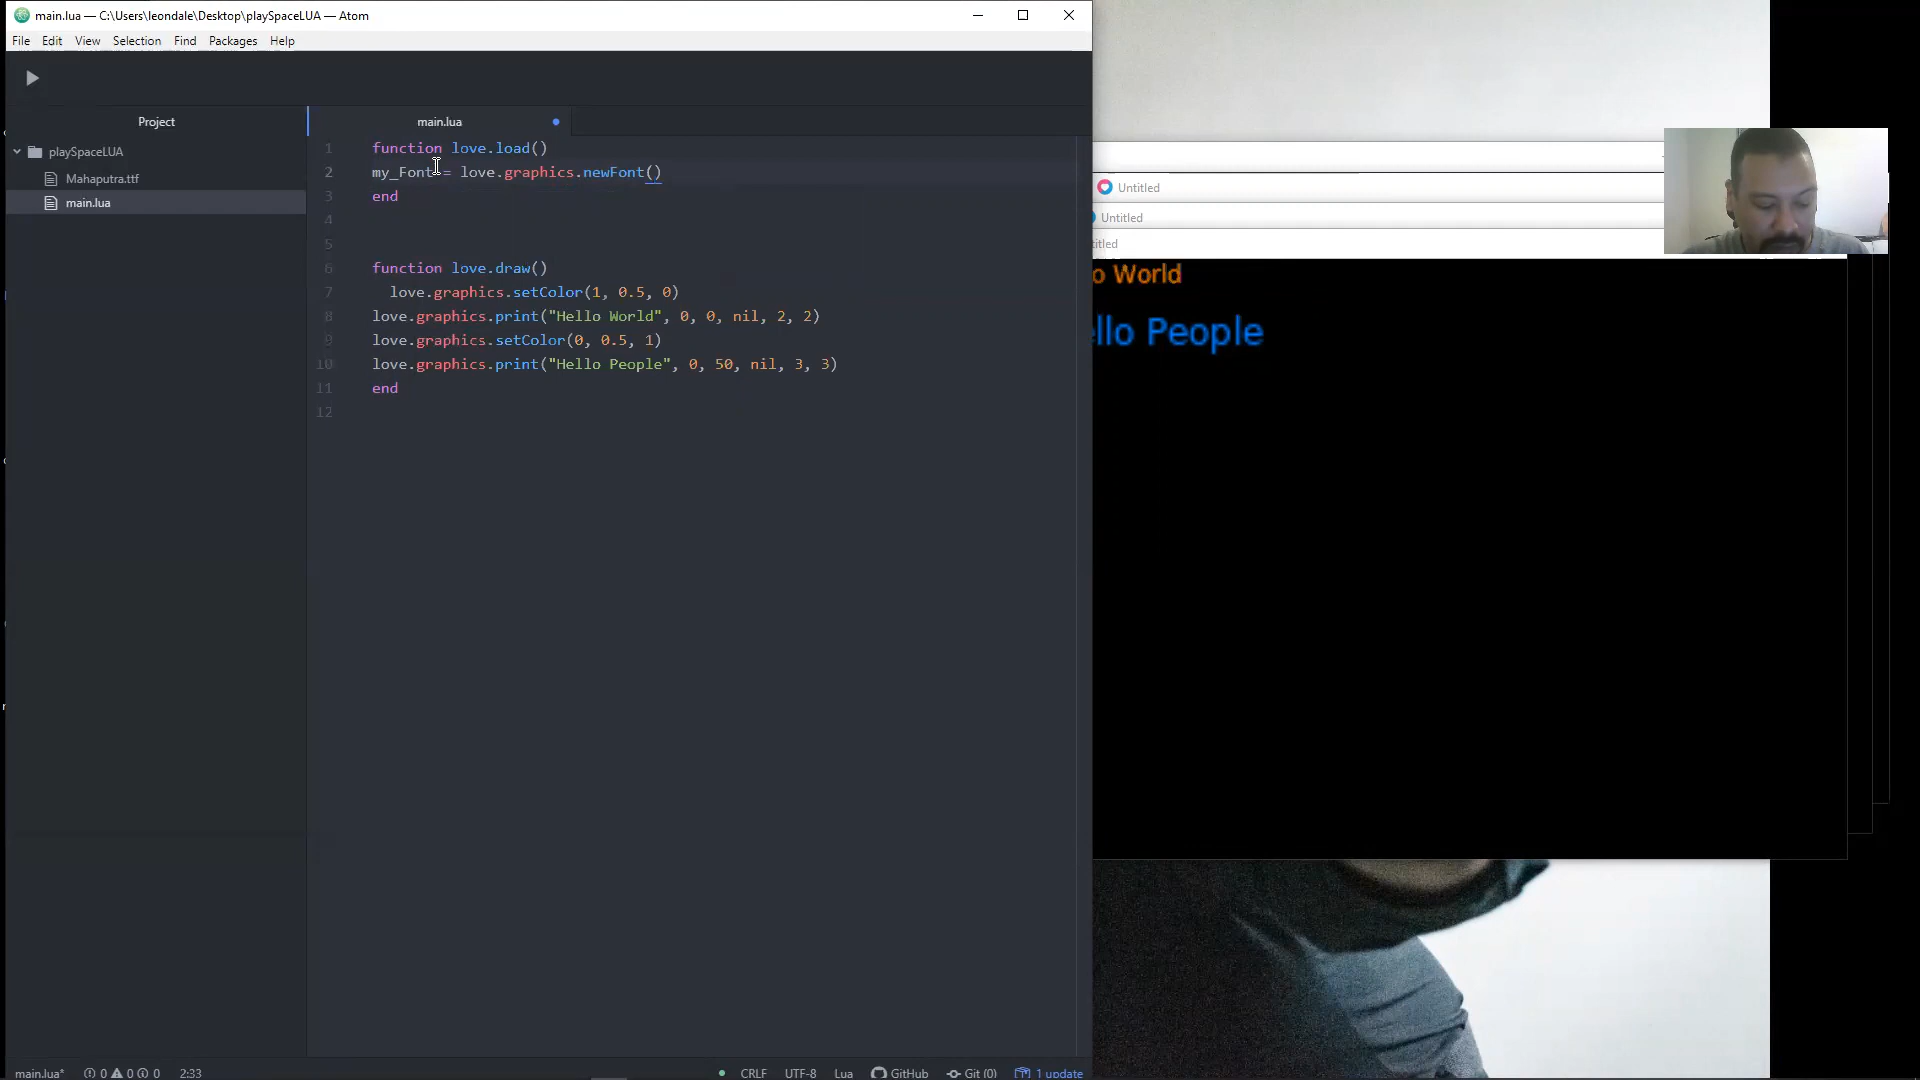 main.lua — C:\Users\leondale\Desktop\playSpaceLUA — Atom
File Edit View Selection Find Packages Help
Project
main.lua
playSpaceLUA
Mahaputra.ttf
main.lua
1 function love.load()
2 my_Font = love.graphics.newFont()
3 end
4
5
6 function love.draw()
7 love.graphics.setColor(1, 0.5, 0)
8 love.graphics.print("Hello World", 0, 0, nil, 2, 2)
9 love.graphics.setColor(0, 0.5, 1)
10 love.graphics.print("Hello People", 0, 50, nil, 3, 3)
11 end
12
Untitled
Untitled
titled
o World
ello People
main.lua* 0 0 0 2:33 CRLF UTF-8 Lua GitHub Git (0) 1 update